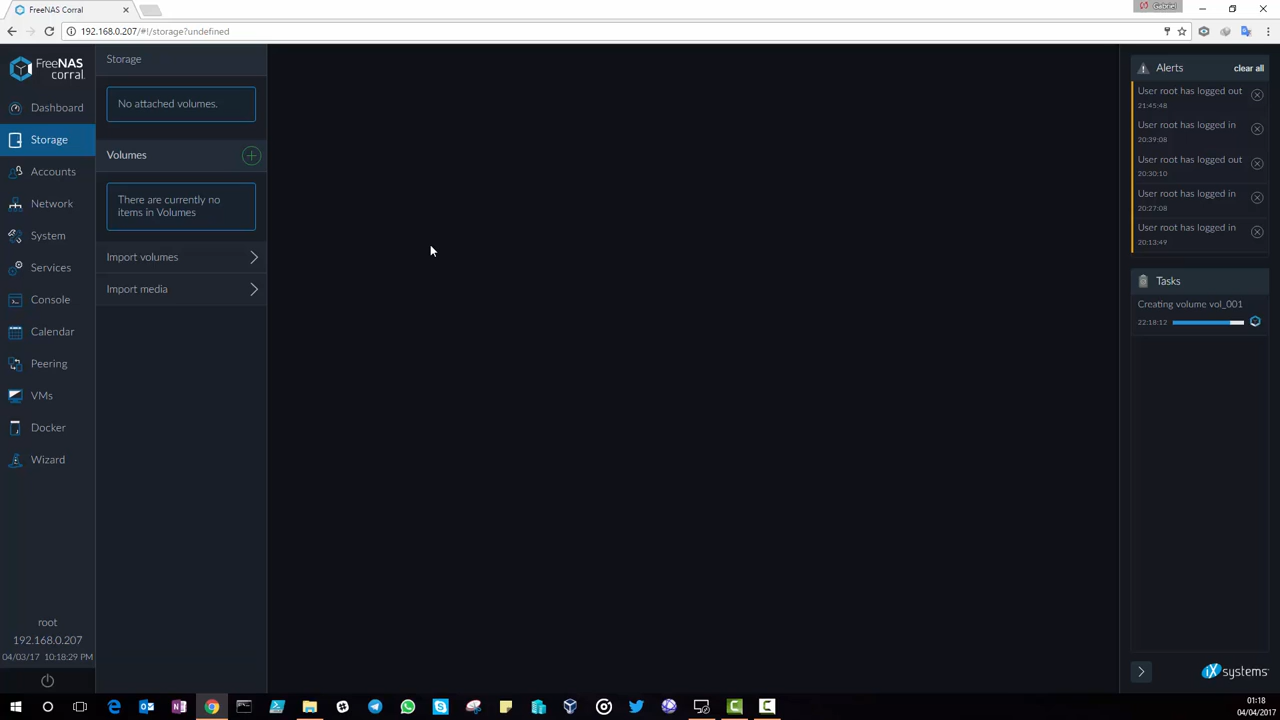 FreeNAS Corral
Gabriel
192.168.0.207/#!/storage?undefined
FreeNAS
corral.
Dashboard
Storage
Accounts
Network
System
Services
Console
Calendar
Peering
VMs
Docker
Wizard
root
192.168.0.207
04/03/17 10:18:29 PM
Storage
No attached volumes.
Volumes
There are currently no
items in Volumes
Import volumes
Import media
Alerts
clear all
User root has logged out
21:45:48
User root has logged in
20:39:08
User root has logged out
20:30:10
User root has logged in
20:27:08
User root has logged in
20:13:49
Tasks
Creating volume vol_001
22:18:12
iXsystems
01:18
04/04/2017